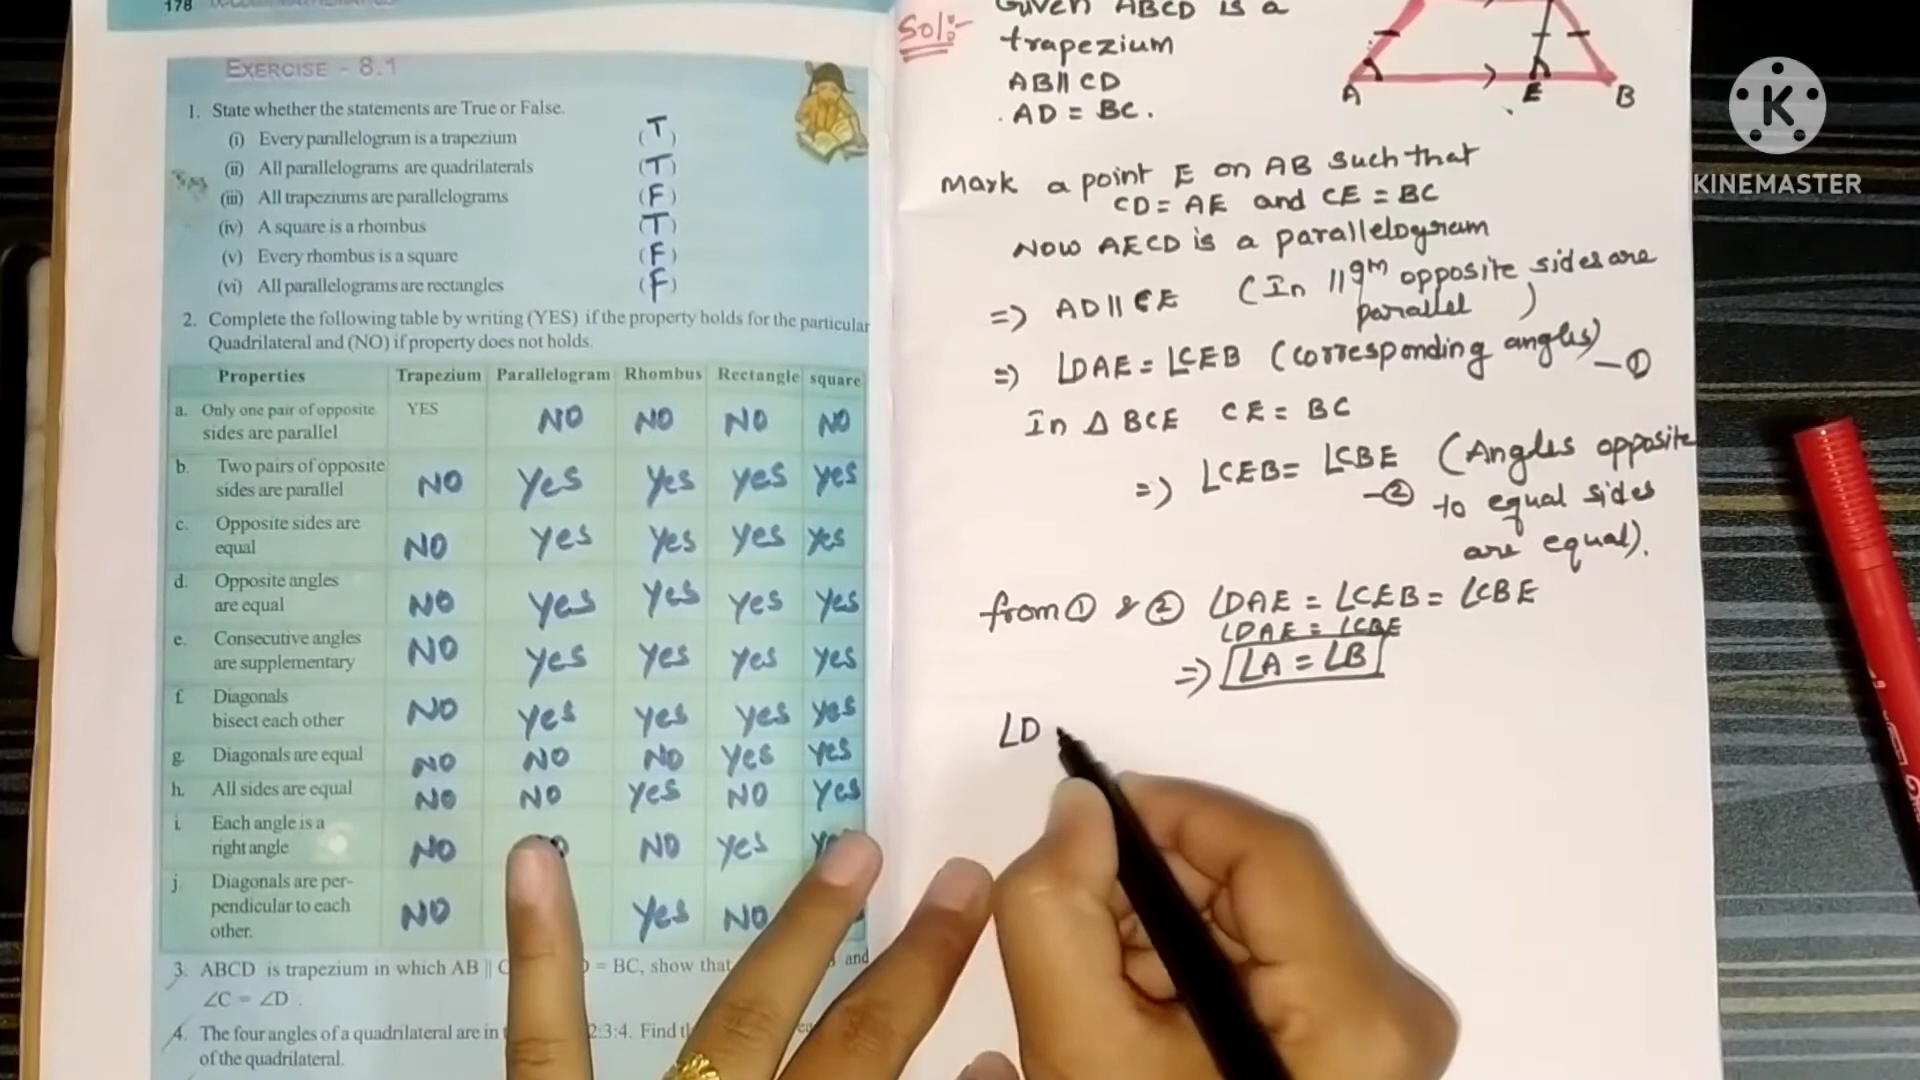 178
EXERCISE - 8.1
1. State whether the statements are True or False.
(i) Every parallelogram is a trapezium (T)
(ii) All parallelograms are quadrilaterals (T)
(iii) All trapeziums are parallelograms (F)
(iv) A square is a rhombus (T)
(v) Every rhombus is a square (F)
(vi) All parallelograms are rectangles (F)
2. Complete the following table by writing (YES) if the property holds for the particular
Quadrilateral and (NO) if property does not holds.
Properties Trapezium Parallelogram Rhombus Rectangle square
a. Only one pair of opposite YES NO NO NO NO
sides are parallel
b. Two pairs of opposite NO Yes Yes Yes Yes
sides are parallel
c. Opposite sides are NO Yes Yes Yes Yes
equal
d. Opposite angles NO Yes Yes Yes Yes
are equal
e. Consecutive angles NO Yes Yes Yes Yes
are supplementary
f. Diagonals NO Yes Yes Yes Yes
bisect each other
g. Diagonals are equal NO NO NO Yes Yes
h. All sides are equal NO NO Yes NO Yes
i. Each angle is a NO NO Yes
right angle
j. Diagonals are per- NO Yes NO
pendicular to each
other.
3. ABCD is trapezium in which AB || = BC, show that and
∠C = ∠D .
4. The four angles of a quadrilateral are in 2:3:4. Find
of the quadrilateral.
Sol:-
Given ABCD is a
trapezium
AB || CD
AD = BC.
A E B
Mark a point E on AB such that
CD = AE and CE = BC
Now AECD is a parallelogram
=> AD || CE (In ||gm opposite sides are
parallel)
=> ∠DAE = ∠CEB (corresponding angles) —①
In Δ BCE CE = BC
=> ∠CEB = ∠CBE (Angles opposite
—② to equal sides
are equal).
from ① & ② ∠DAE = ∠CEB = ∠CBE
∠DAE = ∠CBE
=> ∠A = ∠B
∠D
K
KINEMASTER